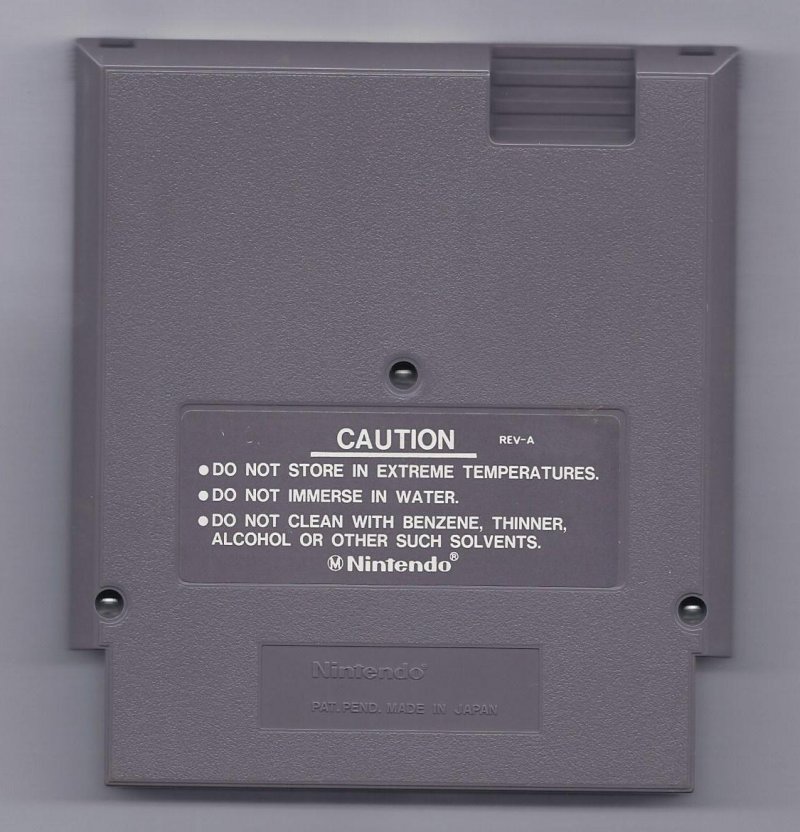 CAUTION REV-A
●DO NOT STORE IN EXTREME TEMPERATURES.
●DO NOT IMMERSE IN WATER.
●DO NOT CLEAN WITH BENZENE, THINNER,
ALCOHOL OR OTHER SUCH SOLVENTS.
Ⓜ Nintendo®
Nintendo®
PAT. PEND. MADE IN JAPAN